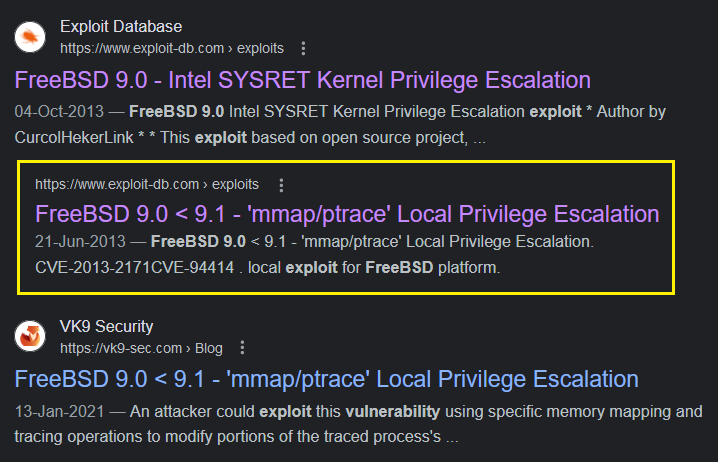 Exploit Database
https://www.exploit-db.com › exploits
FreeBSD 9.0 - Intel SYSRET Kernel Privilege Escalation
04-Oct-2013 — FreeBSD 9.0 Intel SYSRET Kernel Privilege Escalation exploit * Author by
CurcolHekerLink * * This exploit based on open source project, ...
https://www.exploit-db.com › exploits
FreeBSD 9.0 < 9.1 - 'mmap/ptrace' Local Privilege Escalation
21-Jun-2013 — FreeBSD 9.0 < 9.1 - 'mmap/ptrace' Local Privilege Escalation.
CVE-2013-2171CVE-94414 . local exploit for FreeBSD platform.
VK9 Security
https://vk9-sec.com › Blog
FreeBSD 9.0 < 9.1 - 'mmap/ptrace' Local Privilege Escalation
13-Jan-2021 — An attacker could exploit this vulnerability using specific memory mapping and
tracing operations to modify portions of the traced process's ...